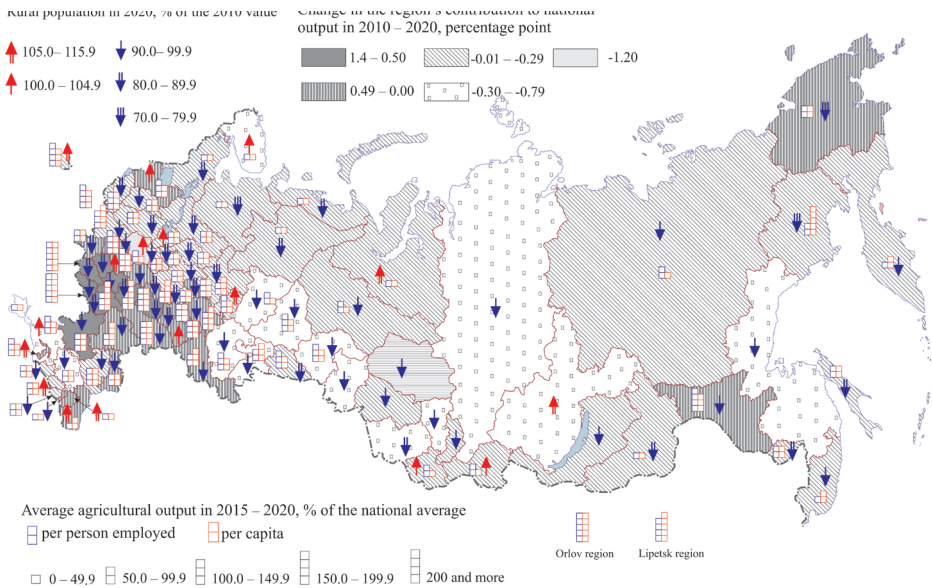 Rural population in 2020, % of the 2010 value
105.0 – 115.9
90.0 – 99.9
100.0 – 104.9
80.0 – 89.9
70.0 – 79.9
Change in the region's contribution to national
output in 2010 – 2020, percentage point
1.4 – 0.50
-0.01 – -0.29
-1.20
0.49 – 0.00
-0.30 – -0.79
Average agricultural output in 2015 – 2020, % of the national average
per person employed
per capita
0 – 49.9
50.0 – 99.9
100.0 – 149.9
150.0 – 199.9
200 and more
Orlov region
Lipetsk region